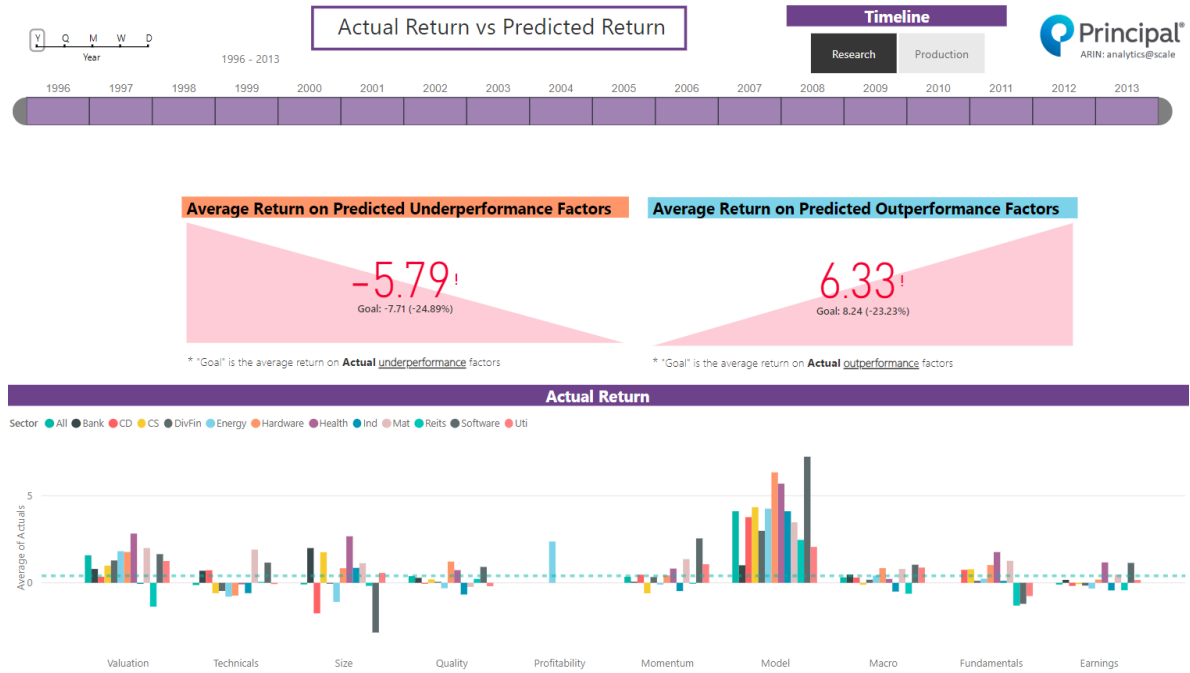 Actual Return vs Predicted Return
Timeline
Research Production
Principal®
ARIN: analytics@scale
Y Q M W D
Year
1996 - 2013
1996 1997 1998 1999 2000 2001 2002 2003 2004 2005 2006 2007 2008 2009 2010 2011 2012 2013
Average Return on Predicted Underperformance Factors
-5.79!
Goal: -7.71 (-24.89%)
* "Goal" is the average return on Actual underperformance factors
Average Return on Predicted Outperformance Factors
6.33!
Goal: 8.24 (-23.23%)
* "Goal" is the average return on Actual outperformance factors
Actual Return
Sector All Bank CD CS DivFin Energy Hardware Health Ind Mat Reits Software Uti
Average of Actuals
5
0
Valuation Technicals Size Quality Profitability Momentum Model Macro Fundamentals Earnings